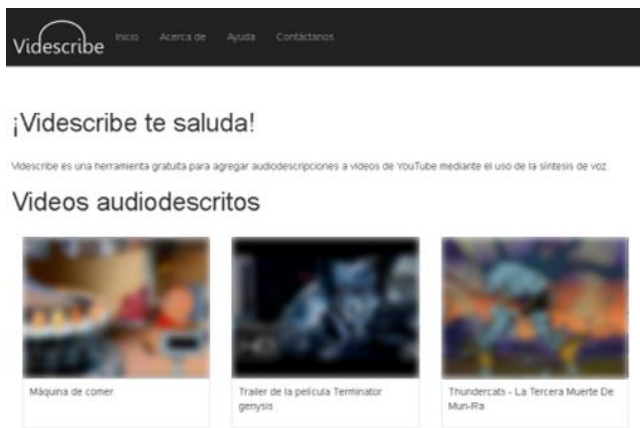 Videscribe
Inicio Acerca de Ayuda Contáctanos
¡Videscribe te saluda!
Videscribe es una herramienta gratuita para agregar audiodescripciones a videos de YouTube mediante el uso de la síntesis de voz.
Videos audiodescritos
Máquina de comer
Trailer de la película Terminator
genysis
Thundercats - La Tercera Muerte De
Mun-Ra